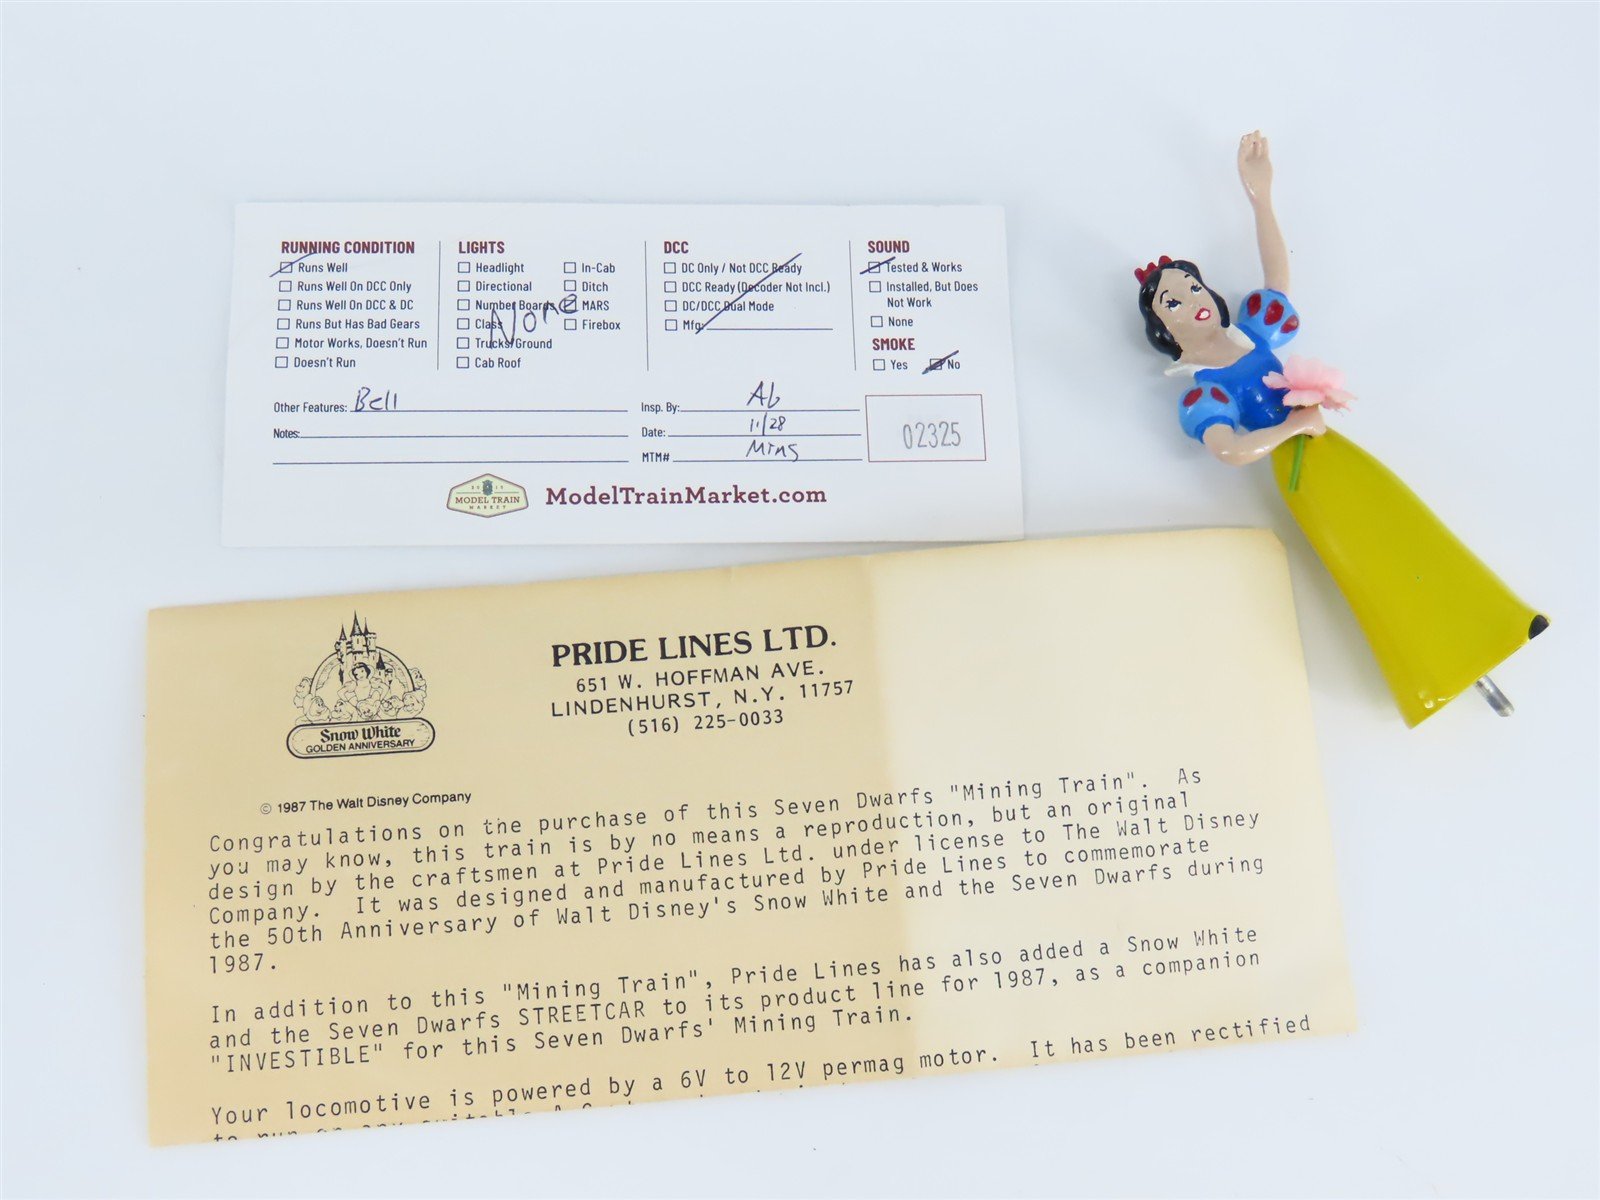 RUNNING CONDITION
Runs Well
Runs Well On DCC Only
Runs Well On DCC & DC
Runs But Has Bad Gears
Motor Works, Doesn't Run
Doesn't Run
LIGHTS
Headlight
Directional
Number Boards
Class
Trucks/Ground
Cab Roof
In-Cab
Ditch
MARS
Firebox
None
DCC
DC Only / Not DCC Ready
DCC Ready (Decoder Not Incl.)
DC/DCC Dual Mode
Mfg:
SOUND
Tested & Works
Installed, But Does
Not Work
None
SMOKE
Yes No
Other Features: Bell
Notes:
Insp. By: Ab
Date: 11/28
MTM#
02325
MODEL TRAIN
MARKET
ModelTrainMarket.com
Snow White
GOLDEN ANNIVERSARY
© 1987 The Walt Disney Company
PRIDE LINES LTD.
651 W. HOFFMAN AVE.
LINDENHURST, N.Y. 11757
(516) 225-0033
Congratulations on the purchase of this Seven Dwarfs "Mining Train". As
you may know, this train is by no means a reproduction, but an original
design by the craftsmen at Pride Lines Ltd. under license to The Walt Disney
Company. It was designed and manufactured by Pride Lines to commemorate
the 50th Anniversary of Walt Disney's Snow White and the Seven Dwarfs during
1987.
In addition to this "Mining Train", Pride Lines has also added a Snow White
and the Seven Dwarfs STREETCAR to its product line for 1987, as a companion
"INVESTIBLE" for this Seven Dwarfs' Mining Train.
Your locomotive is powered by a 6V to 12V permag motor. It has been rectified